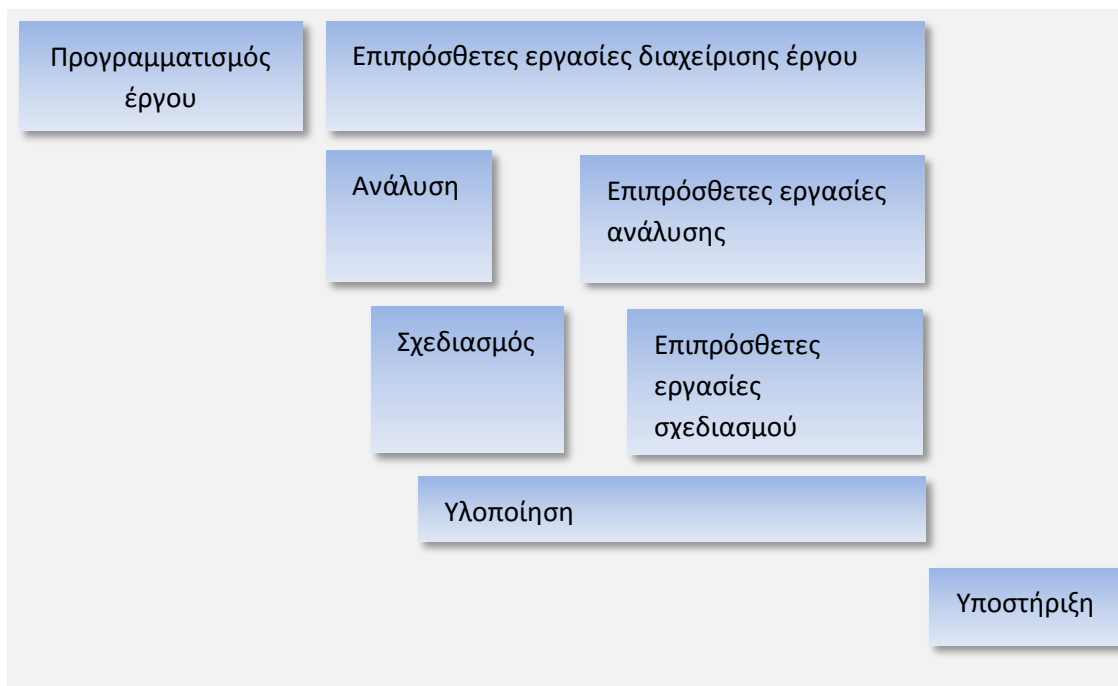 Προγραμματισμός
έργου
Επιπρόσθετες εργασίες διαχείρισης έργου
Ανάλυση
Επιπρόσθετες εργασίες
ανάλυσης
Σχεδιασμός
Επιπρόσθετες
εργασίες
σχεδιασμού
Υλοποίηση
Υποστήριξη